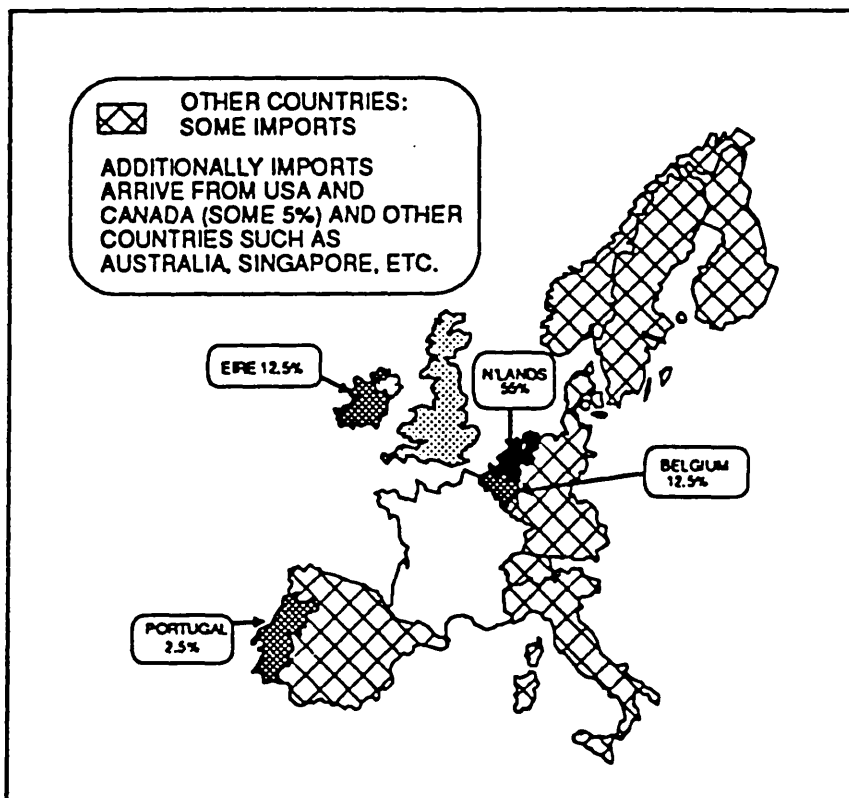 OTHER COUNTRIES:
SOME IMPORTS
ADDITIONALLY IMPORTS
ARRIVE FROM USA AND
CANADA (SOME 5%) AND OTHER
COUNTRIES SUCH AS
AUSTRALIA, SINGAPORE, ETC.
EIRE 12.5%
N'LANDS
55%
BELGIUM
12.5%
PORTUGAL
2.5%